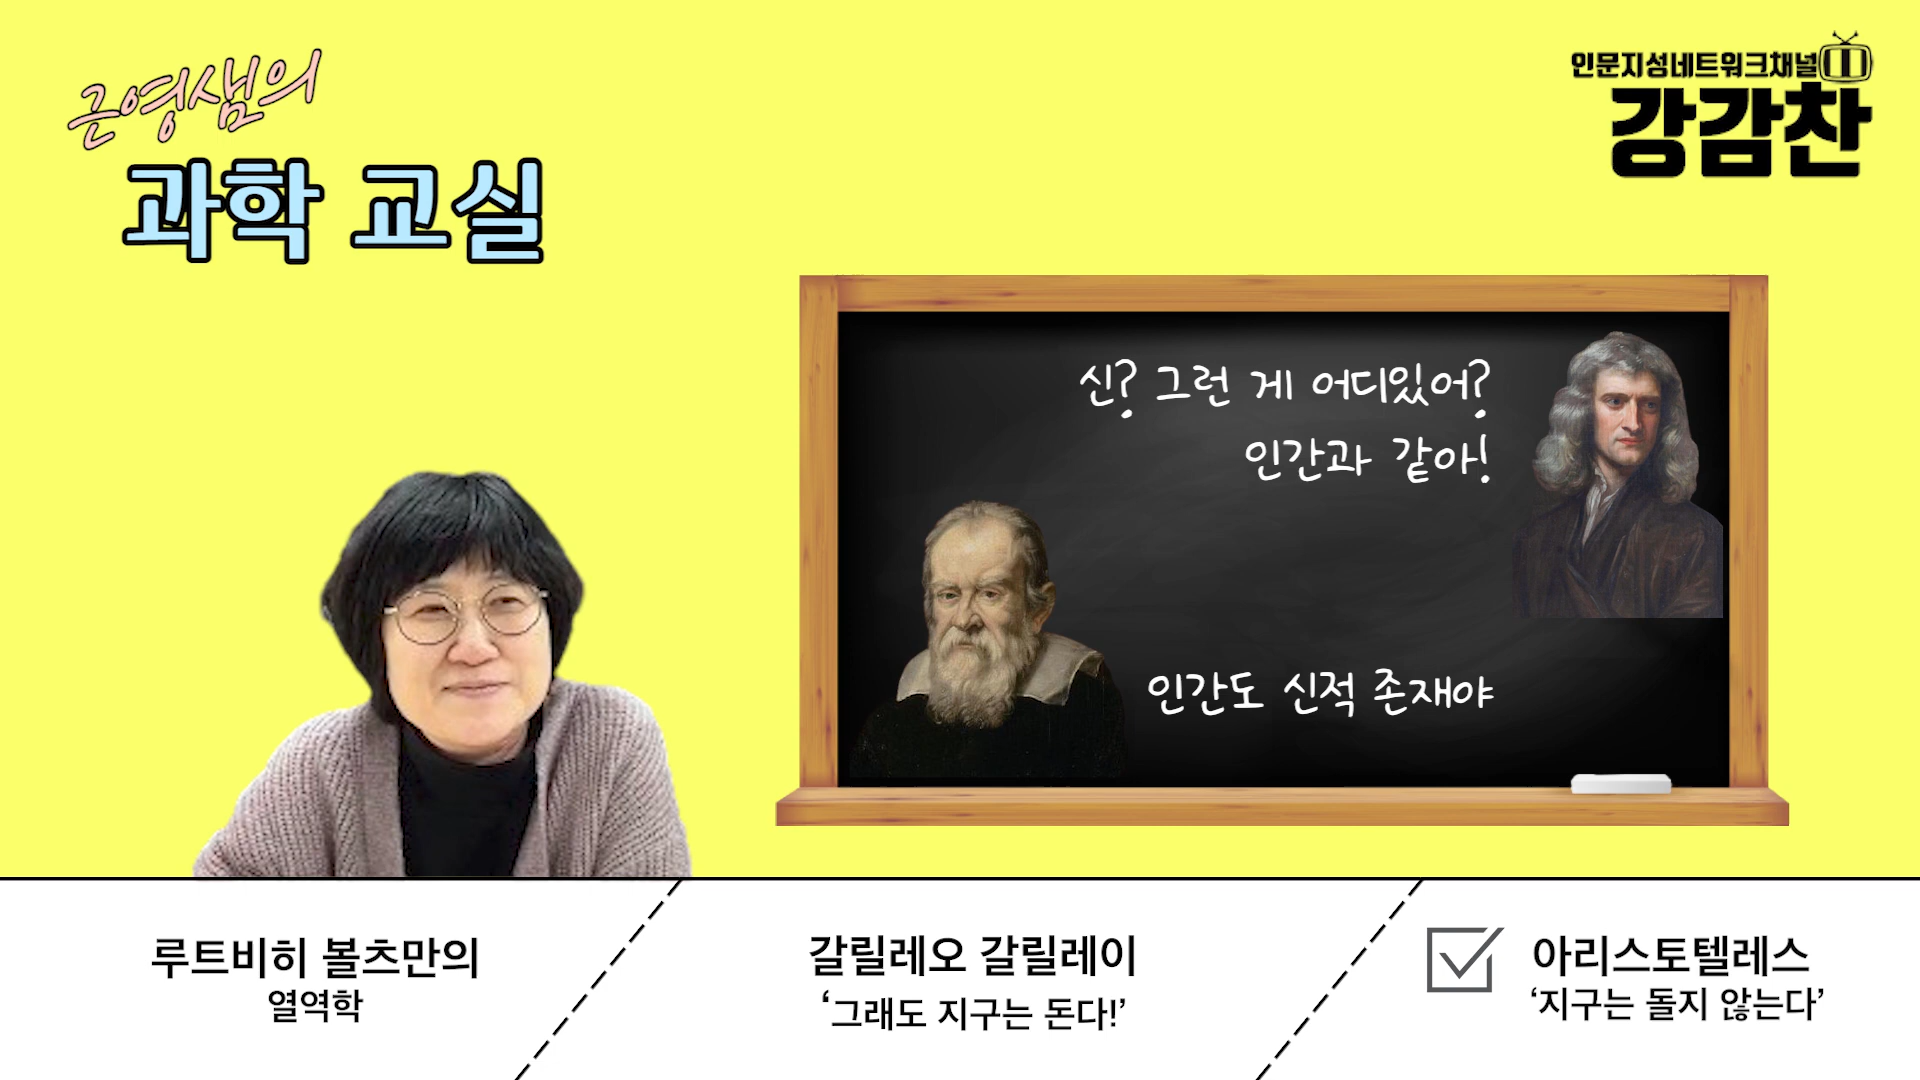 근영샘의
과학 교실
인문지성네트워크채널
강감찬
신? 그런 게 어디있어?
인간과 같아!
인간도 신적 존재야
루트비히 볼츠만의
열역학
갈릴레오 갈릴레이
‘그래도 지구는 돈다!’
아리스토텔레스
‘지구는 돌지 않는다’